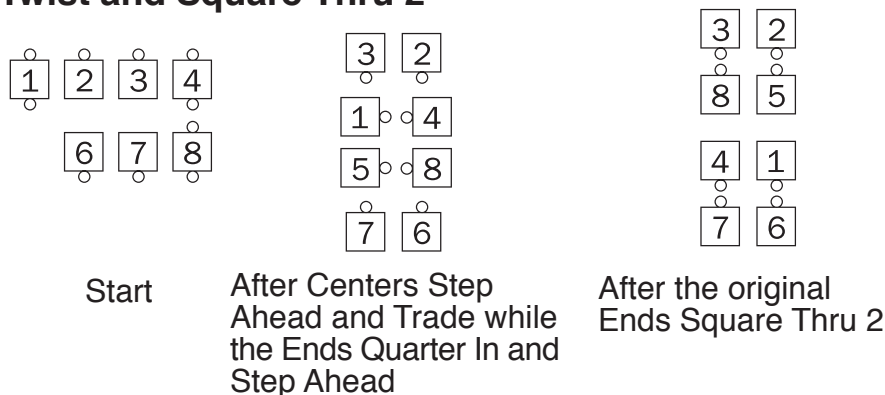 Twist and Square Thru 2
1 2 3 4
6 7 8
3 2
1 4
5 8
7 6
3 2
8 5
4 1
7 6
Start
After Centers Step
Ahead and Trade while
the Ends Quarter In and
Step Ahead
After the original
Ends Square Thru 2